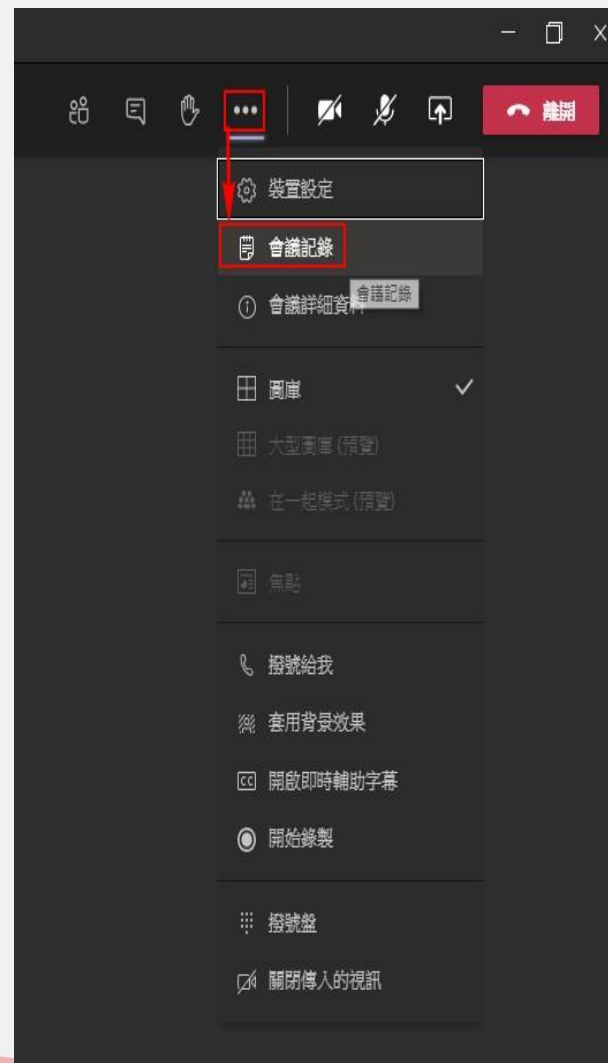 離開
裝置設定
會議記錄
會議詳細資料
會議記錄
圖庫
大型圖庫 (預覽)
在一起模式 (預覽)
焦點
撥號給我
套用背景效果
CC 開啟即時輔助字幕
開始錄製
撥號盤
關閉傳入的視訊